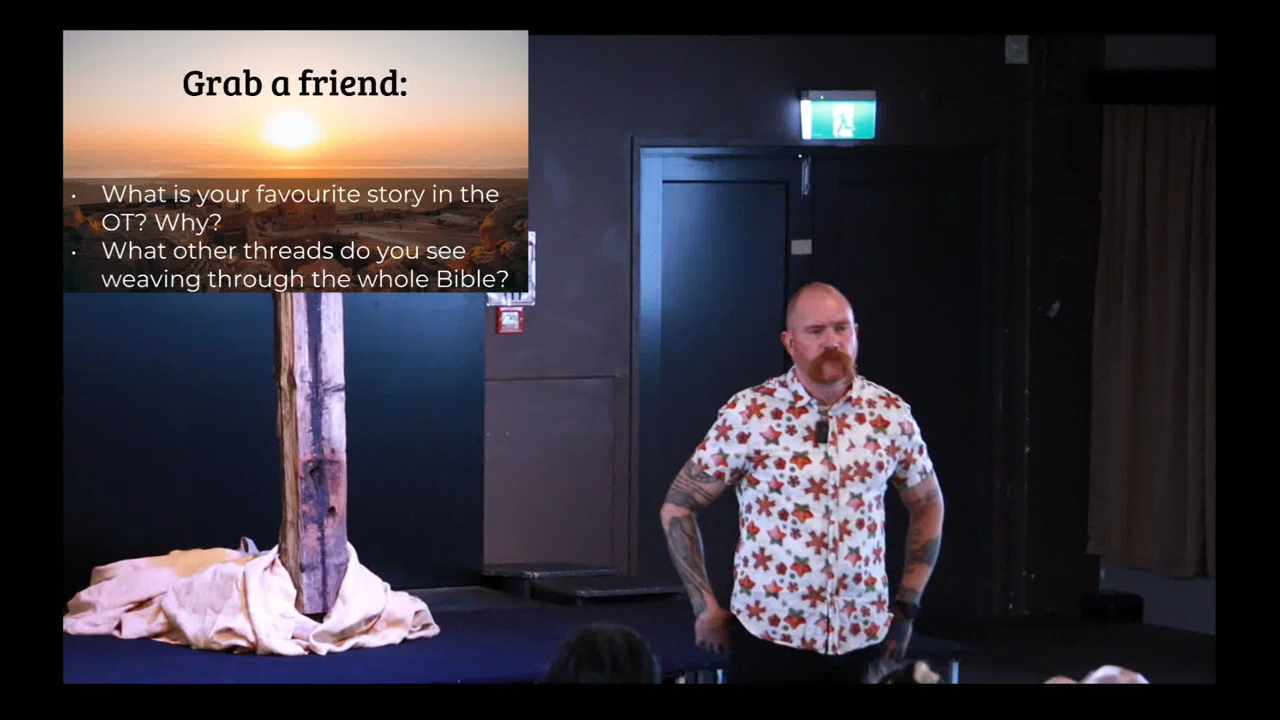 Grab a friend:
· What is your favourite story in the
OT? Why?
· What other threads do you see
weaving through the whole Bible?